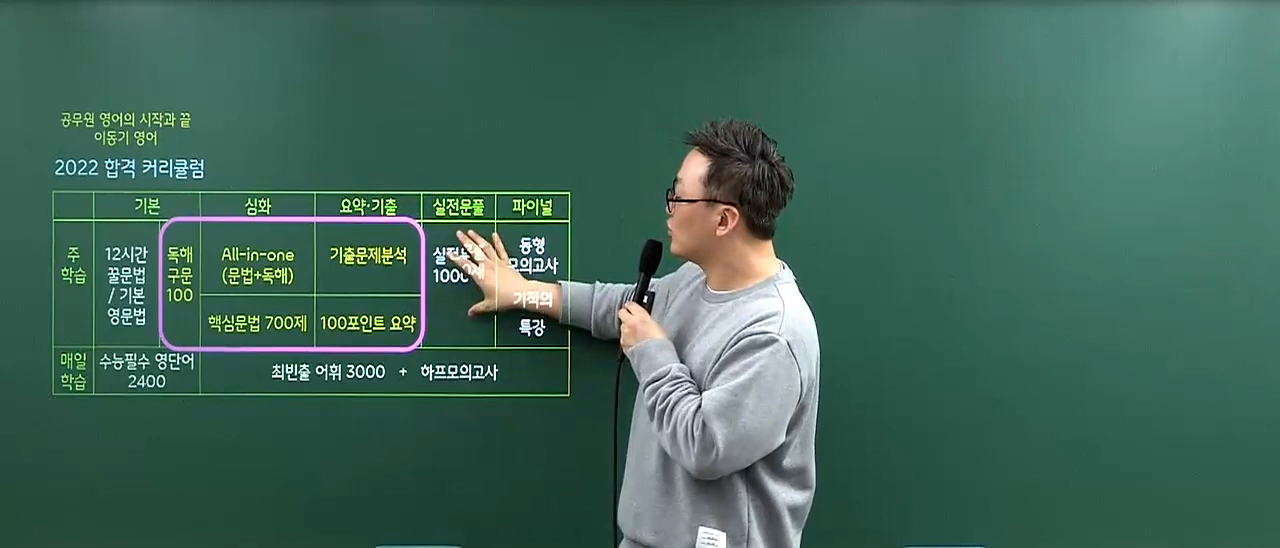 공무원 영어의 시작과 끝
이동기 영어
2022 합격 커리큘럼
기본 심화 요약·기출 실전문풀 파이널
주
학습
12시간
꿀문법
/ 기본
영문법
독해
구문
100
All-in-one
(문법+독해)
핵심문법 700제
기출문제분석
100포인트 요약
동형
모의고사
기적의
특강
매일
학습
수능필수 영단어
2400
최빈출 어휘 3000 + 하프모의고사